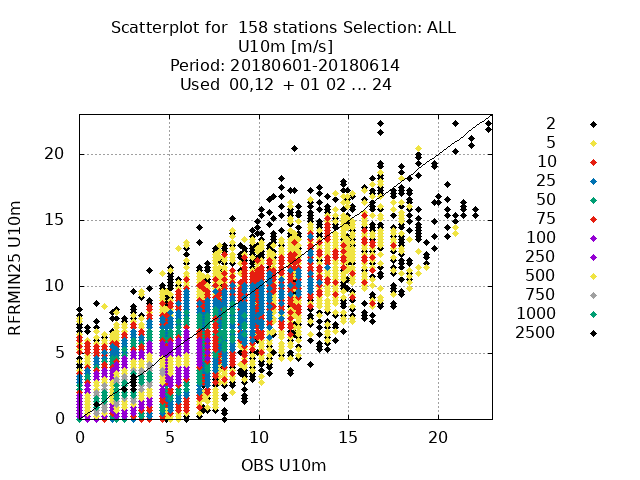 Scatterplot for  158 stations Selection: ALL
U10m [m/s]
Period: 20180601-20180614
Used  00,12  + 01 02 ... 24
RFRMIN25 U10m
20
15
10
5
0
0 5 10 15 20
OBS U10m
2
5
10
25
50
75
100
250
500
750
1000
2500